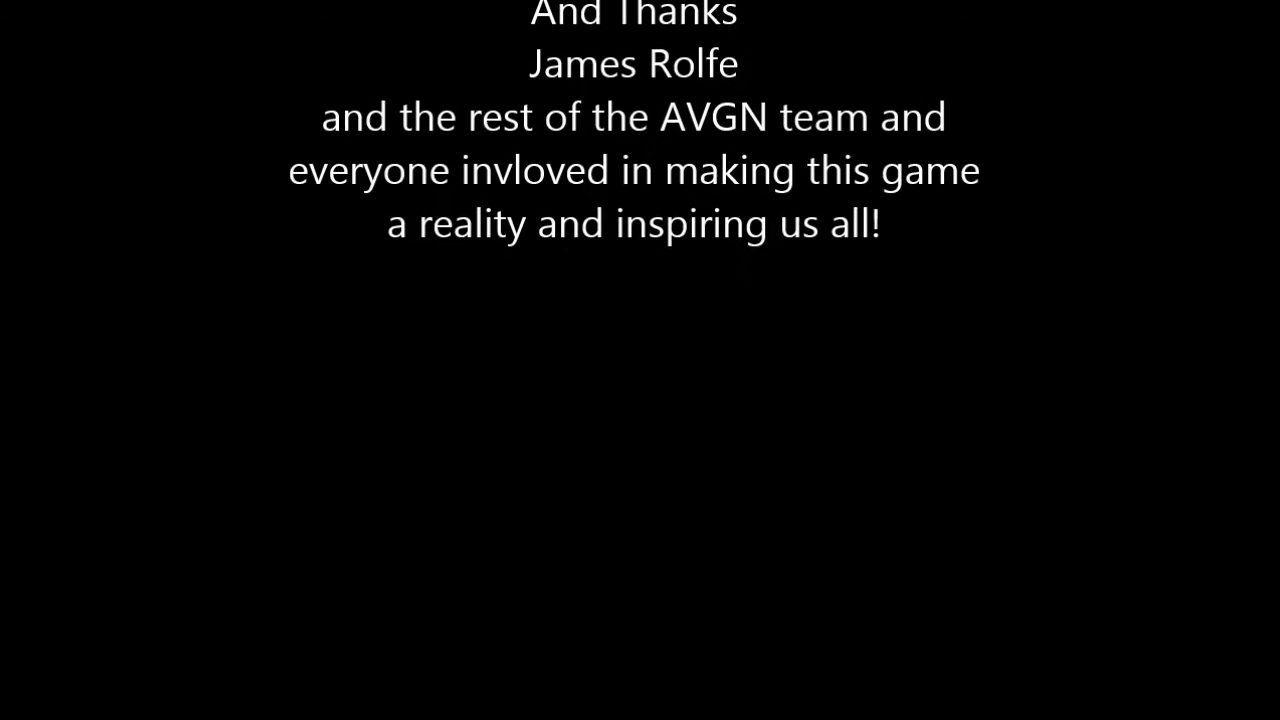 And Thanks
James Rolfe
and the rest of the AVGN team and
everyone invloved in making this game
a reality and inspiring us all!